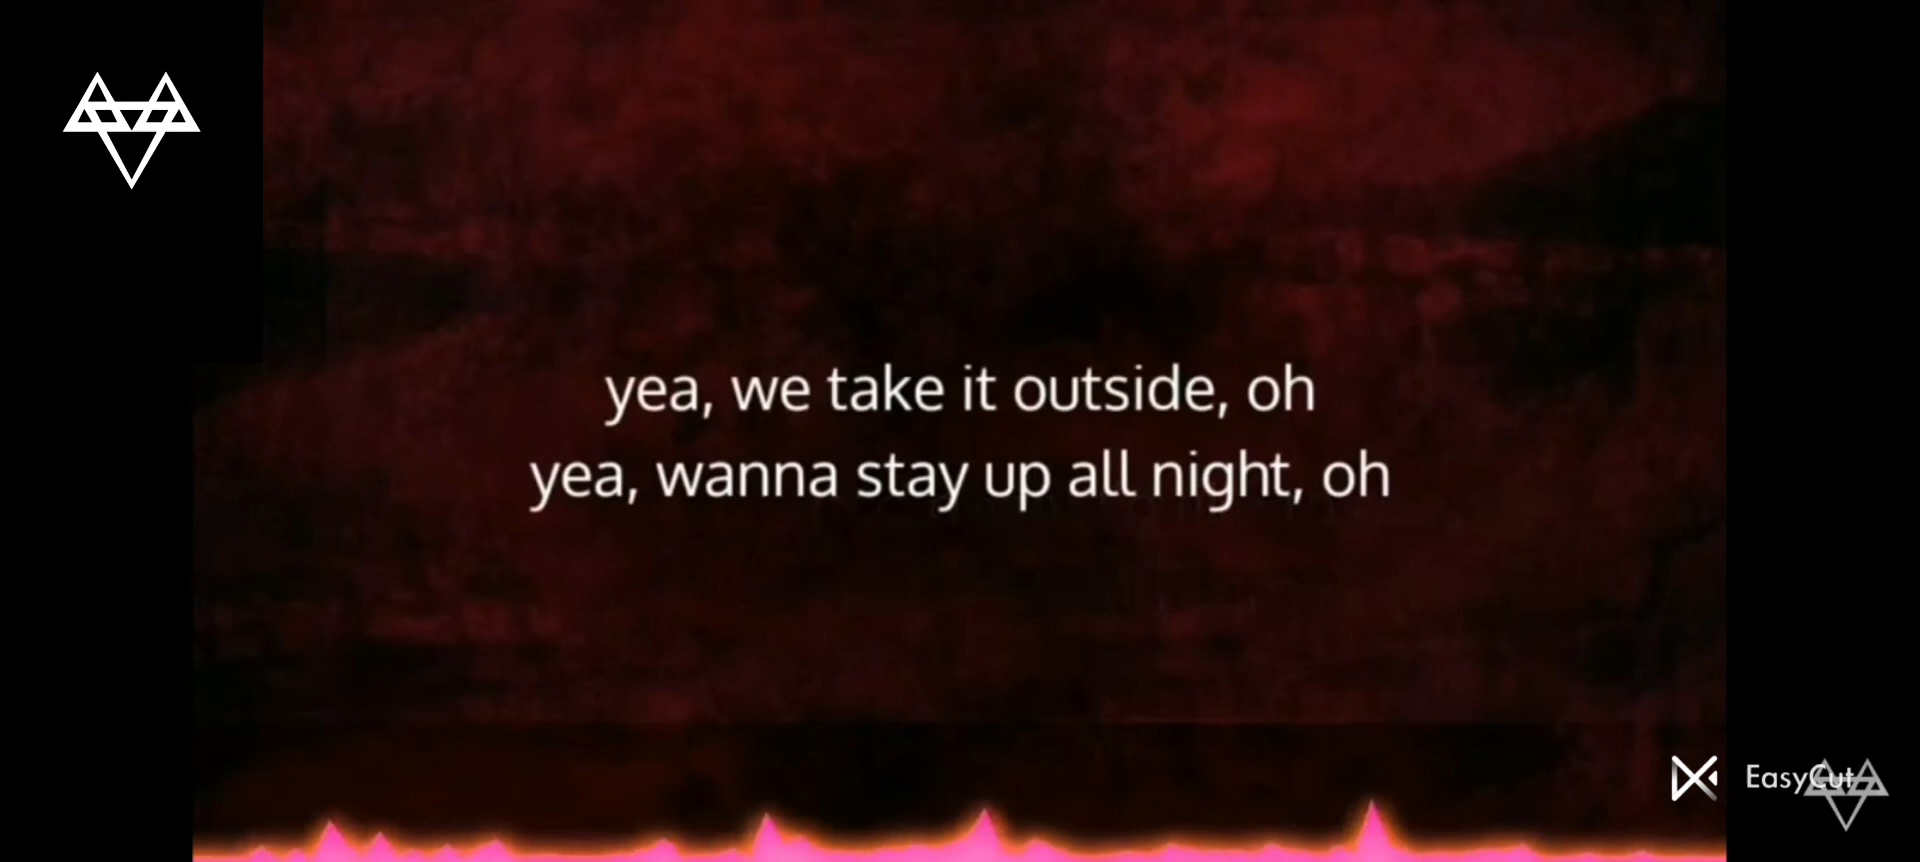 yea, we take it outside, oh
yea, wanna stay up all night, oh
EasyCut